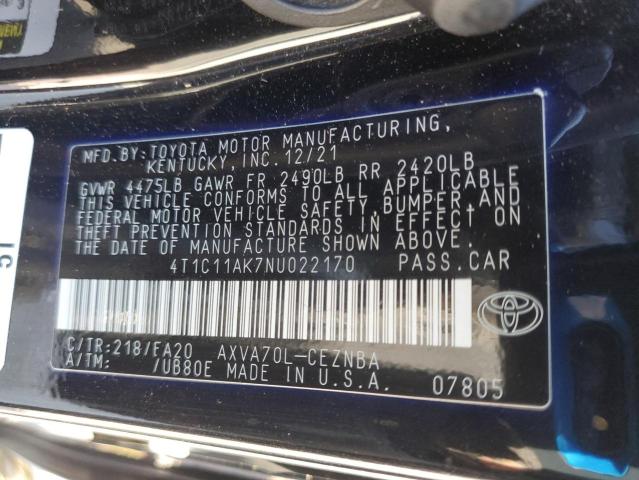 MFD.BY:TOYOTA MOTOR MANUFACTURING,
KENTUCKY, INC. 12/21
GVWR 4475LB GAWR FR 2490LB RR 2420LB
THIS VEHICLE CONFORMS TO ALL APPLICABLE
FEDERAL MOTOR VEHICLE SAFETY, BUMPER, AND
THEFT PREVENTION STANDARDS IN EFFECT ON
THE DATE OF MANUFACTURE SHOWN ABOVE.
4T1C11AK7NU022170 PASS.CAR
C/TR:218/FA20 AXVA70L-CEZNBA
A/TM: /UB80E MADE IN U.S.A. 07805